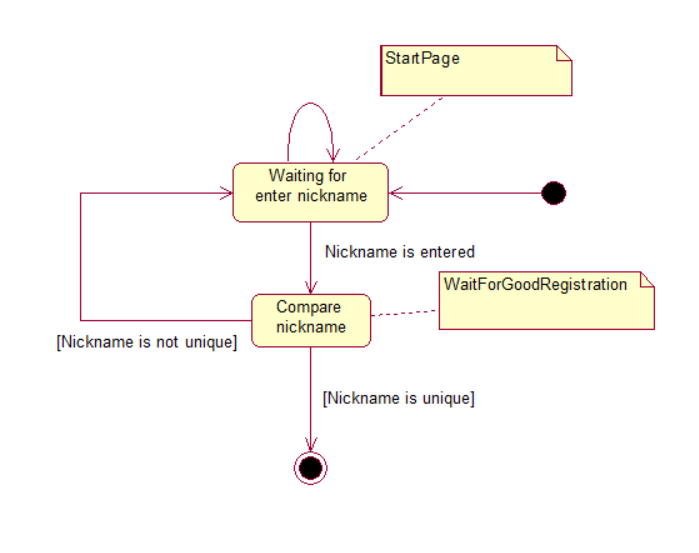 StartPage
Waiting for
enter nickname
Nickname is entered
WaitForGoodRegistration
Compare
nickname
[Nickname is not unique]
[Nickname is unique]